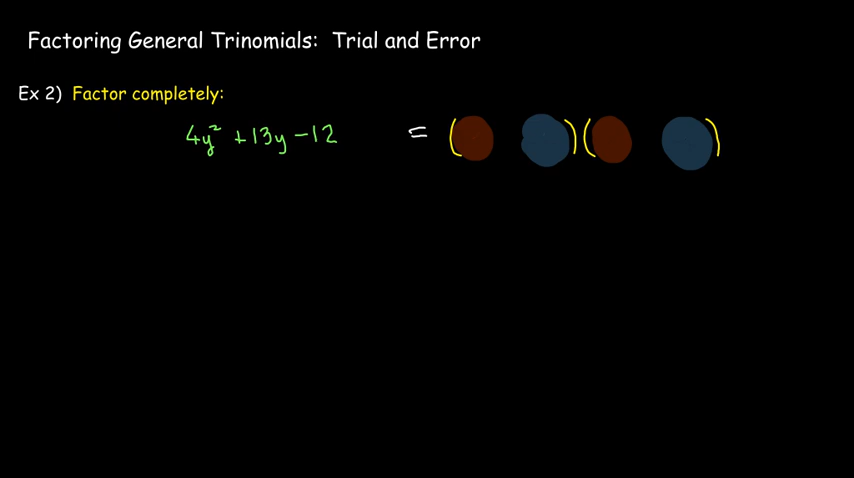 Factoring General Trinomials: Trial and Error
Ex 2) Factor completely:
4y² + 13y − 12 = ( ) ( )